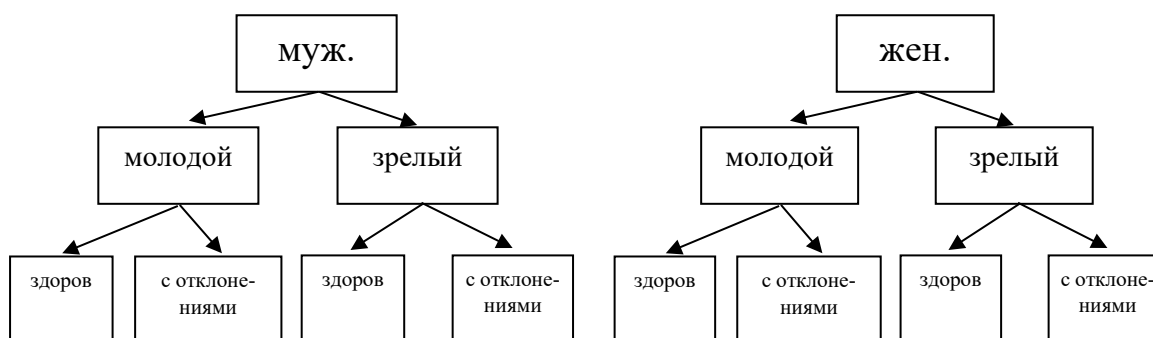 муж.
жен.
молодой
зрелый
молодой
зрелый
здоров
с отклоне-
ниями
здоров
с отклоне-
ниями
здоров
с отклоне-
ниями
здоров
с отклоне-
ниями